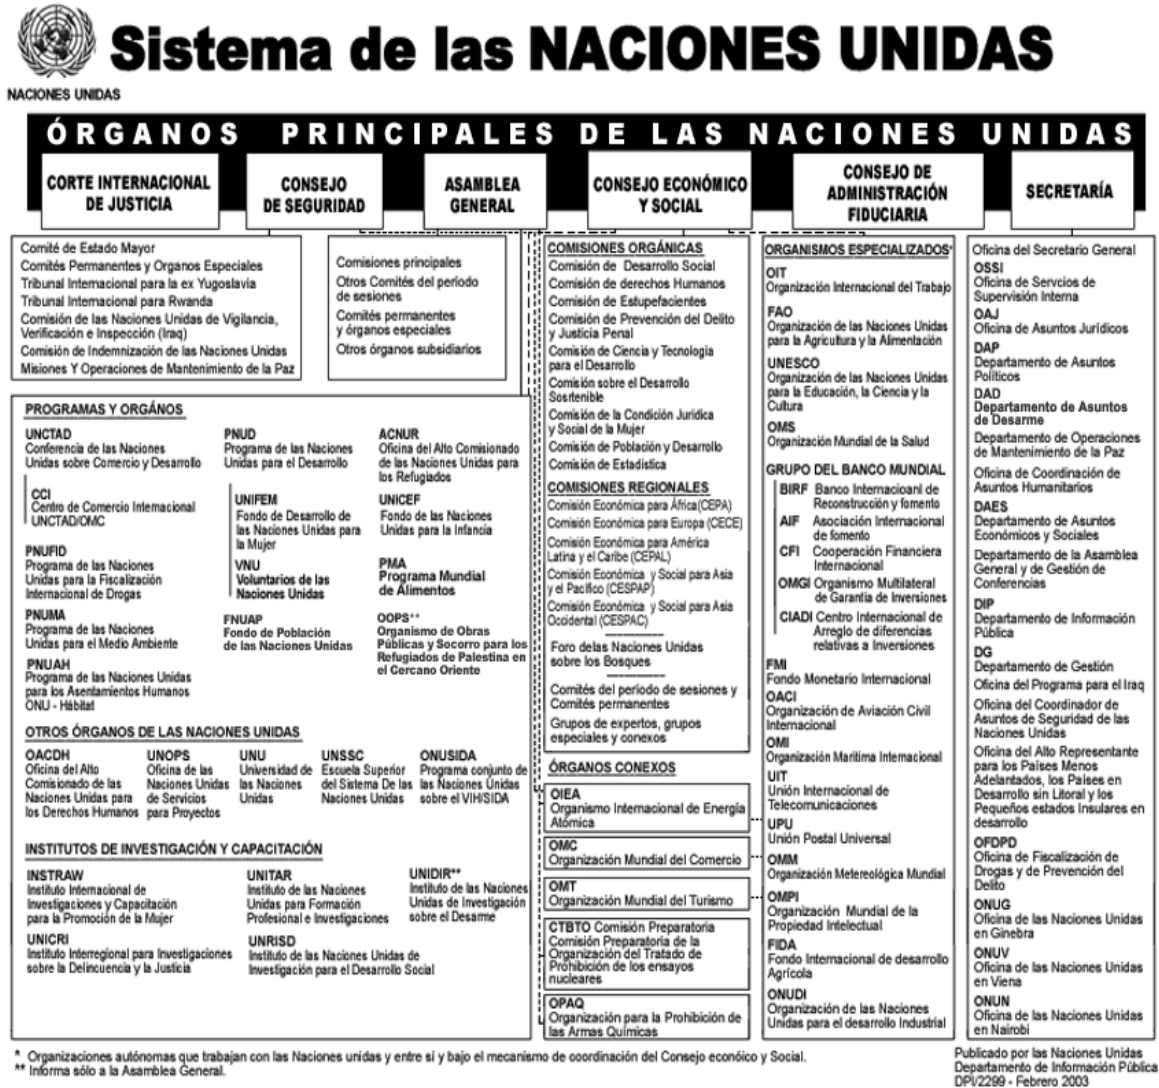 Sistema de las NACIONES UNIDAS
NACIONES UNIDAS
ÓRGANOS PRINCIPALES DE LAS NACIONES UNIDAS
CORTE INTERNACIONAL
DE JUSTICIA
CONSEJO
DE SEGURIDAD
ASAMBLEA
GENERAL
CONSEJO ECONÓMICO
Y SOCIAL
CONSEJO DE
ADMINISTRACIÓN
FIDUCIARIA
SECRETARÍA
Comité de Estado Mayor
Comités Permanentes y Organos Especiales
Tribunal Internacional para la ex Yugoslavia
Tribunal Internacional para Rwanda
Comisión de las Naciones Unidas de Vigilancia,
Verificación e Inspección (Iraq)
Comisión de Indemnización de las Naciones Unidas
Misiones Y Operaciones de Mantenimiento de la Paz
Comisiones principales
Otros Comités del período
de sesiones
Comités permanentes
y órganos especiales
Otros órganos subsidiarios
PROGRAMAS Y ORGÁNOS
UNCTAD
Conferencia de las Naciones
Unidas sobre Comercio y Desarrollo
CCI
Centro de Comercio Internacional
UNCTAD/OMC
PNUFID
Programa de las Naciones
Unidas para la Fiscalización
Internacional de Drogas
PNUMA
Programa de las Naciones
Unidas para el Medio Ambiente
PNUAH
Programa de las Naciones Unidas
para los Asentamientos Humanos
ONU - Hábitat
PNUD
Programa de las Naciones
Unidas para el Desarrollo
UNIFEM
Fondo de Desarrollo de
las Naciones Unidas para
la Mujer
VNU
Voluntarios de las
Naciones Unidas
FNUAP
Fondo de Población
de las Naciones Unidas
ACNUR
Oficina del Alto Comisionado
de las Naciones Unidas para
los Refugiados
UNICEF
Fondo de las Naciones
Unidas para la Infancia
PMA
Programa Mundial
de Alimentos
OOPS**
Organismo de Obras
Públicas y Socorro para los
Refugiados de Palestina en
el Cercano Oriente
OTROS ÓRGANOS DE LAS NACIONES UNIDAS
OACDH
Oficina del Alto
Comisionado de las
Naciones Unidas para
los Derechos Humanos
UNOPS
Oficina de las
Naciones Unidas
de Servicios
para Proyectos
UNU
Universidad de
las Naciones
Unidas
UNSSC
Escuela Superior
del Sistema De las
Naciones Unidas
ONUSIDA
Programa conjunto de
las Naciones Unidas
sobre el VIH/SIDA
INSTITUTOS DE INVESTIGACIÓN Y CAPACITACIÓN
INSTRAW
Instituto Internacional de
Investigaciones y Capacitación
para la Promoción de la Mujer
UNITAR
Instituto de las Naciones
Unidas para Formación
Profesional e Investigaciones
UNIDIR**
Instituto de las Naciones
Unidas de Investigación
sobre el Desarme
UNICRI
Instituto Interregional para Investigaciones
sobre la Delincuencia y la Justicia
UNRISD
Instituto de las Naciones Unidas de
Investigación para el Desarrollo Social
COMISIONES ORGÁNICAS
Comisión de Desarrollo Social
Comisión de derechos Humanos
Comisión de Estupefacientes
Comisión de Prevención del Delito
y Justicia Penal
Comisión de Ciencia y Tecnología
para el Desarrollo
Comisión sobre el Desarrollo
Sosrtenible
Comisión de la Condición Jurídica
y Social de la Mujer
Comisión de Población y Desarrollo
Comisión de Estadística
COMISIONES REGIONALES
Comisión Económica para África(CEPA)
Comisión Económica para Europa (CECE)
Comisión Económica para América
Latina y el Caribe (CEPAL)
Comisión Económica y Social para Asia
y el Pacífico (CESPAP)
Comisión Económica y Social para Asia
Occidental (CESPAC)
Foro delas Naciones Unidas
sobre los Bosques
Comités del período de sesiones y
Comités permanentes
Grupos de expertos, grupos
especiales y conexos
ÓRGANOS CONEXOS
OIEA
Organismo Internacional de Energía
Atómica
OMC
Organización Mundial del Comercio
OMT
Organización Mundial del Turismo
CTBTO Comisión Preparatoria
Comisión Preparatoria de la
Organización del Tratado de
Prohibición de los ensayos
nucleares
OPAQ
Organización para la Prohibición de
las Armas Químicas
ORGANISMOS ESPECIALIZADOS*
OIT
Organización Internacional del Trabajo
FAO
Organización de las Naciones Unidas
para la Agricultura y la Alimentación
UNESCO
Organización de las Naciones Unidas
para la Educación, la Ciencia y la
Cultura
OMS
Organización Mundial de la Salud
GRUPO DEL BANCO MUNDIAL
BIRF Banco Internacioanl de
Reconstrucción y fomento
AIF Asociación Internacional
de fomento
CFI Cooperación Financiera
Internacional
OMGI Organismo Multilateral
de Garantia de Inversiones
CIADI Centro Internacional de
Arreglo de diferencias
relativas a Inversiones
FMI
Fondo Monetario Internacional
OACI
Organización de Aviación Civil
Internacional
OMI
Organización Marítima Internacional
UIT
Unión Internacional de
Telecomunicaciones
UPU
Unión Postal Universal
OMM
Organización Metereológica Mundial
OMPI
Organización Mundial de la
Propiedad Intelectual
FIDA
Fondo Internacional de desarrollo
Agrícola
ONUDI
Organización de las Naciones
Unidas para el desarrollo Industrial
Oficina del Secretario General
OSSI
Oficina de Servcios de
Supervisión Interna
OAJ
Oficina de Asuntos Jurídicos
DAP
Departamento de Asuntos
Políticos
DAD
Departamento de Asuntos
de Desarme
Departamento de Operaciones
de Mantenimiento de la Paz
Oficina de Coordinación de
Asuntos Humanitarios
DAES
Departamento de Asuntos
Económicos y Sociales
Departamento de la Asamblea
General y de Gestión de
Conferencias
DIP
Departamento de Información
Pública
DG
Departamento de Gestión
Oficina del Programa para el Iraq
Oficina del Coordinador de
Asuntos de Seguridad de las
Naciones Unidas
Oficina del Alto Representante
para los Países Menos
Adelantados, los Países en
Desarrollo sin Litoral y los
Pequeños estados Insulares en
desarrollo
OFDPD
Oficina de Fiscalización de
Drogas y de Prevención del
Delito
ONUG
Oficina de las Naciones Unidas
en Ginebra
ONUV
Oficina de las Naciones Unidas
en Viena
ONUN
Oficina de las Naciones Unidas
en Nairobi
* Organizaciones autónomas que trabajan con las Naciones unidas y entre sí y bajo el mecanismo de coordinación del Consejo econóico y Social.
** Informa sólo a la Asamblea General.
Publicado por las Naciones Unidas
Departamento de Información Pública
DPI/2299 - Febrero 2003